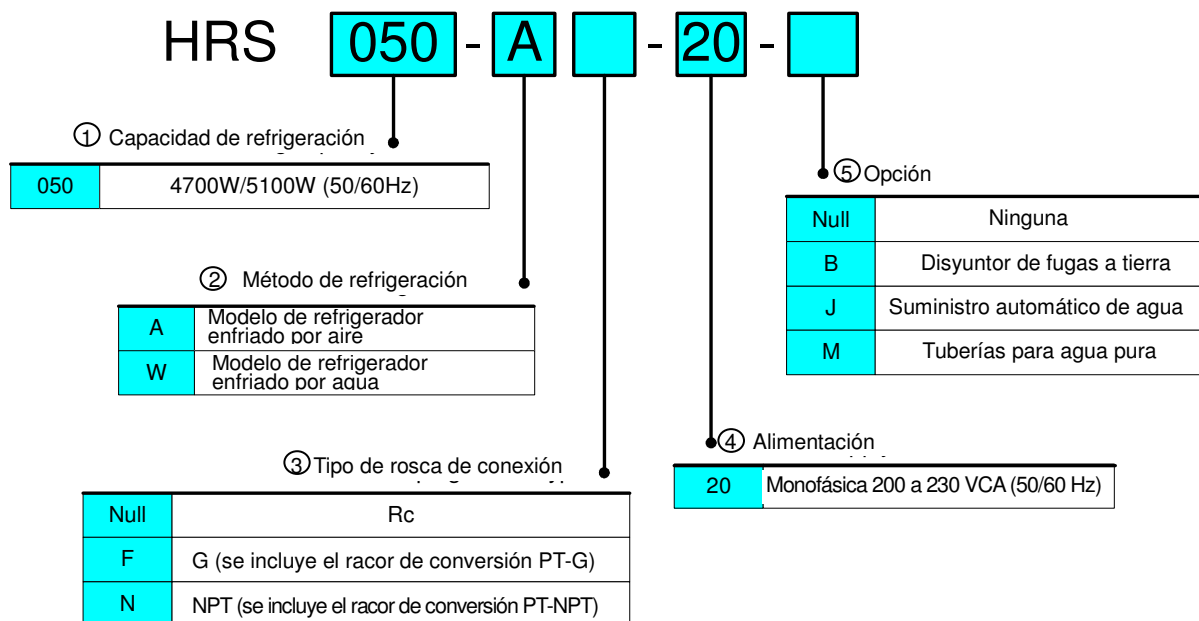 HRS 050 - A - 20 -
① Capacidad de refrigeración
050 4700W/5100W (50/60Hz)
⑤ Opción
Null Ninguna
B Disyuntor de fugas a tierra
J Suministro automático de agua
M Tuberías para agua pura
② Método de refrigeración
A Modelo de refrigerador
enfriado por aire
W Modelo de refrigerador
enfriado por agua
③ Tipo de rosca de conexión
Null Rc
F G (se incluye el racor de conversión PT-G)
N NPT (se incluye el racor de conversión PT-NPT)
④ Alimentación
20 Monofásica 200 a 230 VCA (50/60 Hz)